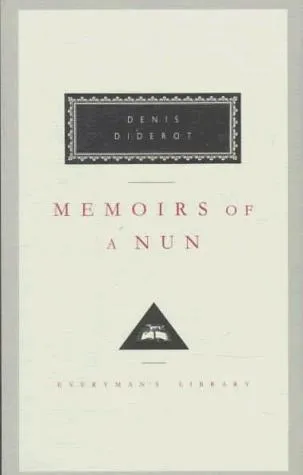 DENIS
DIDEROT
MEMOIRS OF
A NUN
EVERYMAN'S LIBRARY